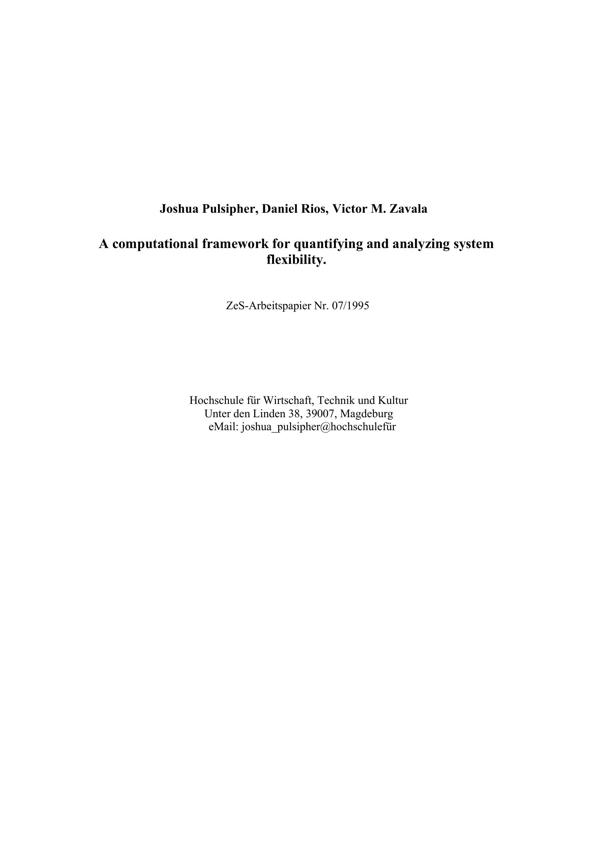 Joshua Pulsipher, Daniel Rios, Victor M. Zavala
A computational framework for quantifying and analyzing system
flexibility.
ZeS-Arbeitspapier Nr. 07/1995
Hochschule für Wirtschaft, Technik und Kultur
Unter den Linden 38, 39007, Magdeburg
eMail: joshua_pulsipher@hochschulefür